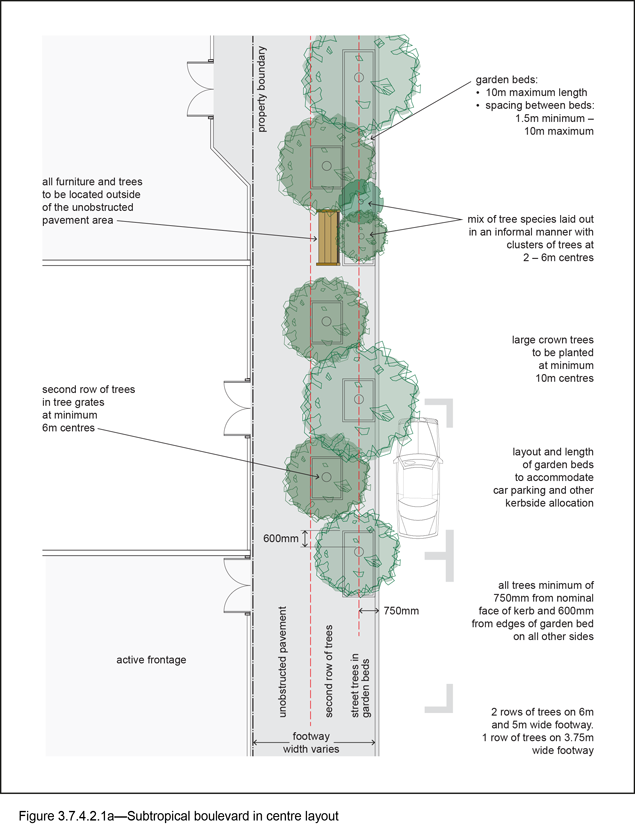 property boundary
garden beds:
• 10m maximum length
• spacing between beds:
1.5m minimum –
10m maximum
all furniture and trees
to be located outside
of the unobstructed
pavement area
mix of tree species laid out
in an informal manner with
clusters of trees at
2 – 6m centres
large crown trees
to be planted
at minimum
10m centres
second row of trees
in tree grates
at minimum
6m centres
layout and length
of garden beds
to accommodate
car parking and other
kerbside allocation
600mm
all trees minimum of
750mm from nominal
face of kerb and 600mm
from edges of garden bed
on all other sides
750mm
active frontage
unobstructed pavement
second row of trees
street trees in
garden beds
2 rows of trees on 6m
and 5m wide footway.
1 row of trees on 3.75m
wide footway
footway
width varies
Figure 3.7.4.2.1a—Subtropical boulevard in centre layout